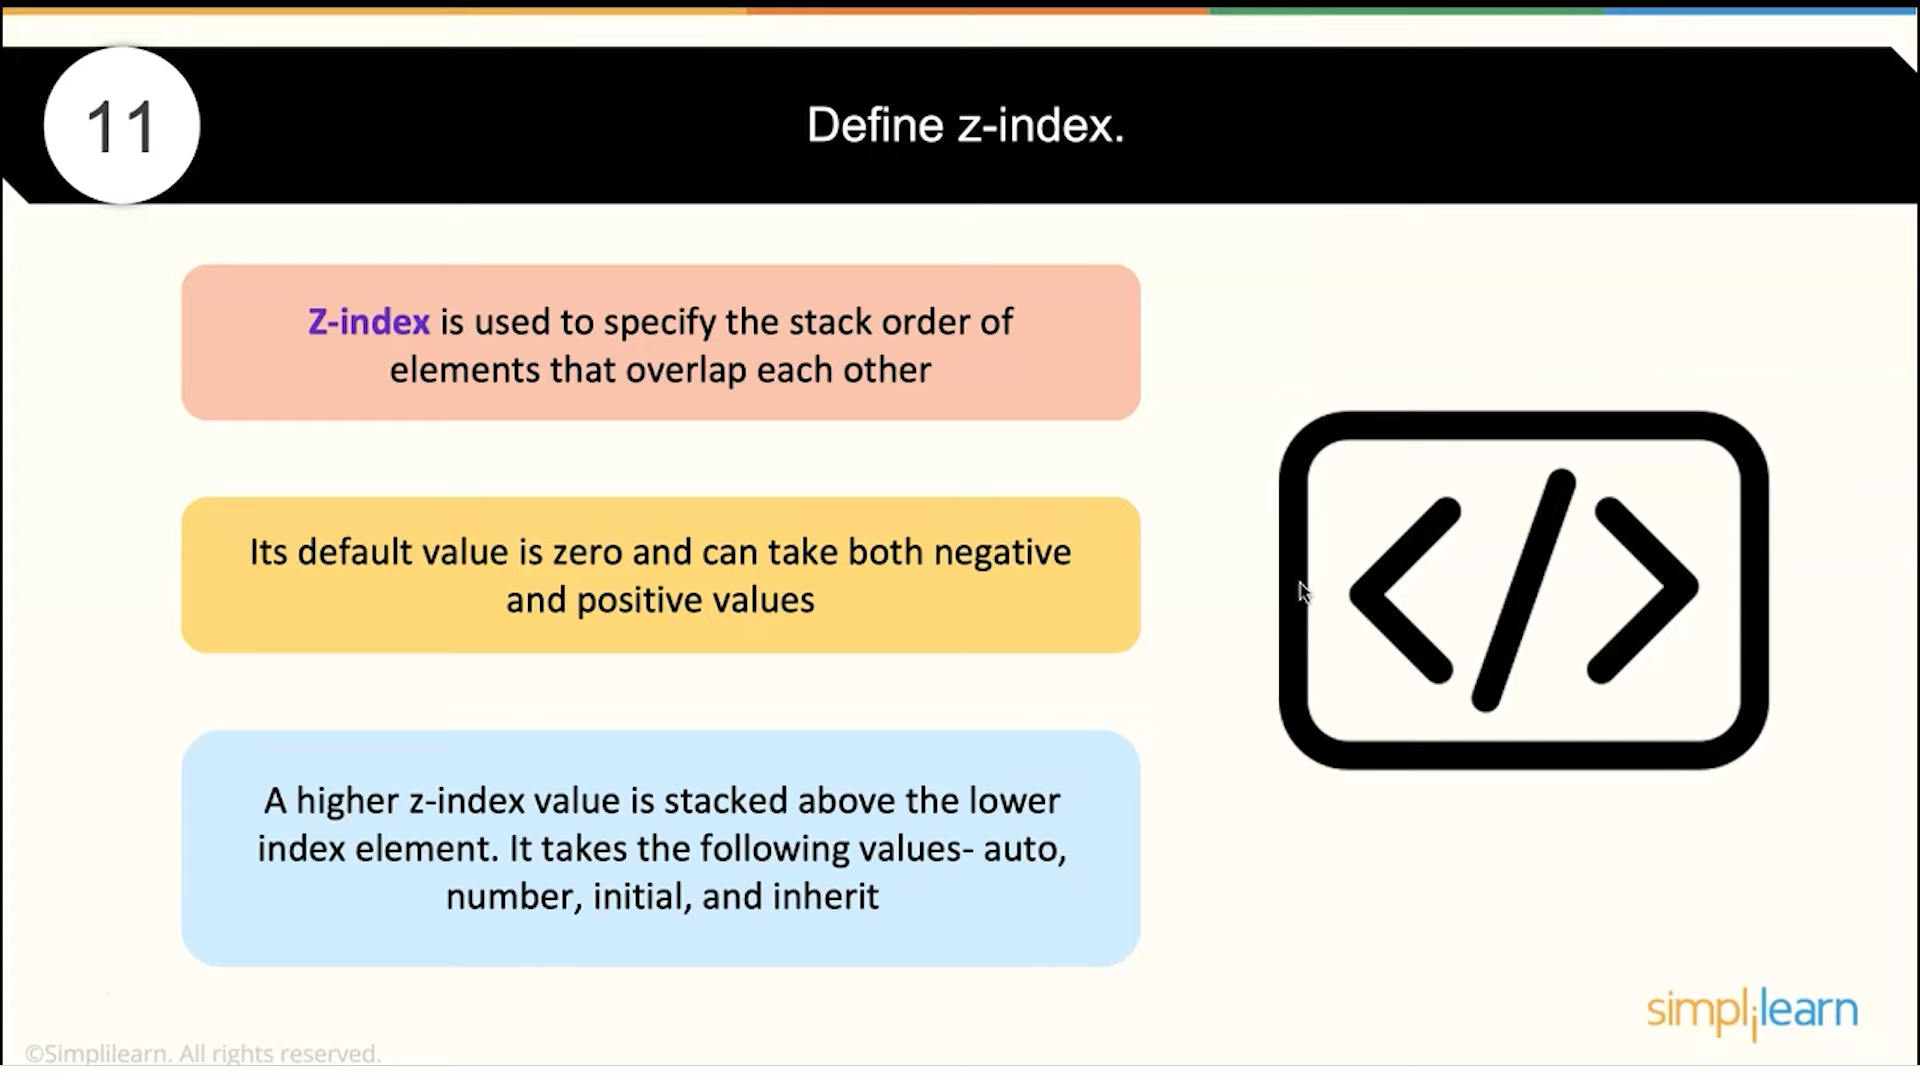 11
Define z-index.
Z-index is used to specify the stack order of
elements that overlap each other
Its default value is zero and can take both negative
and positive values
A higher z-index value is stacked above the lower
index element. It takes the following values- auto,
number, initial, and inherit
simplilearn
©Simplilearn. All rights reserved.